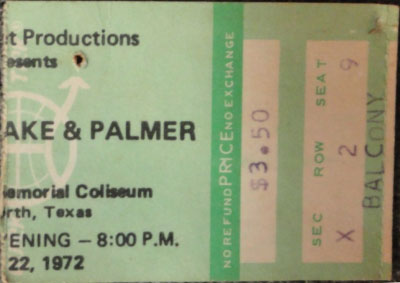 t Productions
esents
AKE & PALMER
emorial Coliseum
orth, Texas
VENING – 8:00 P.M.
22, 1972
NO REFUND PRICE NO EXCHANGE
$3.50
SEC ROW SEAT
X 2 9
BALCONY